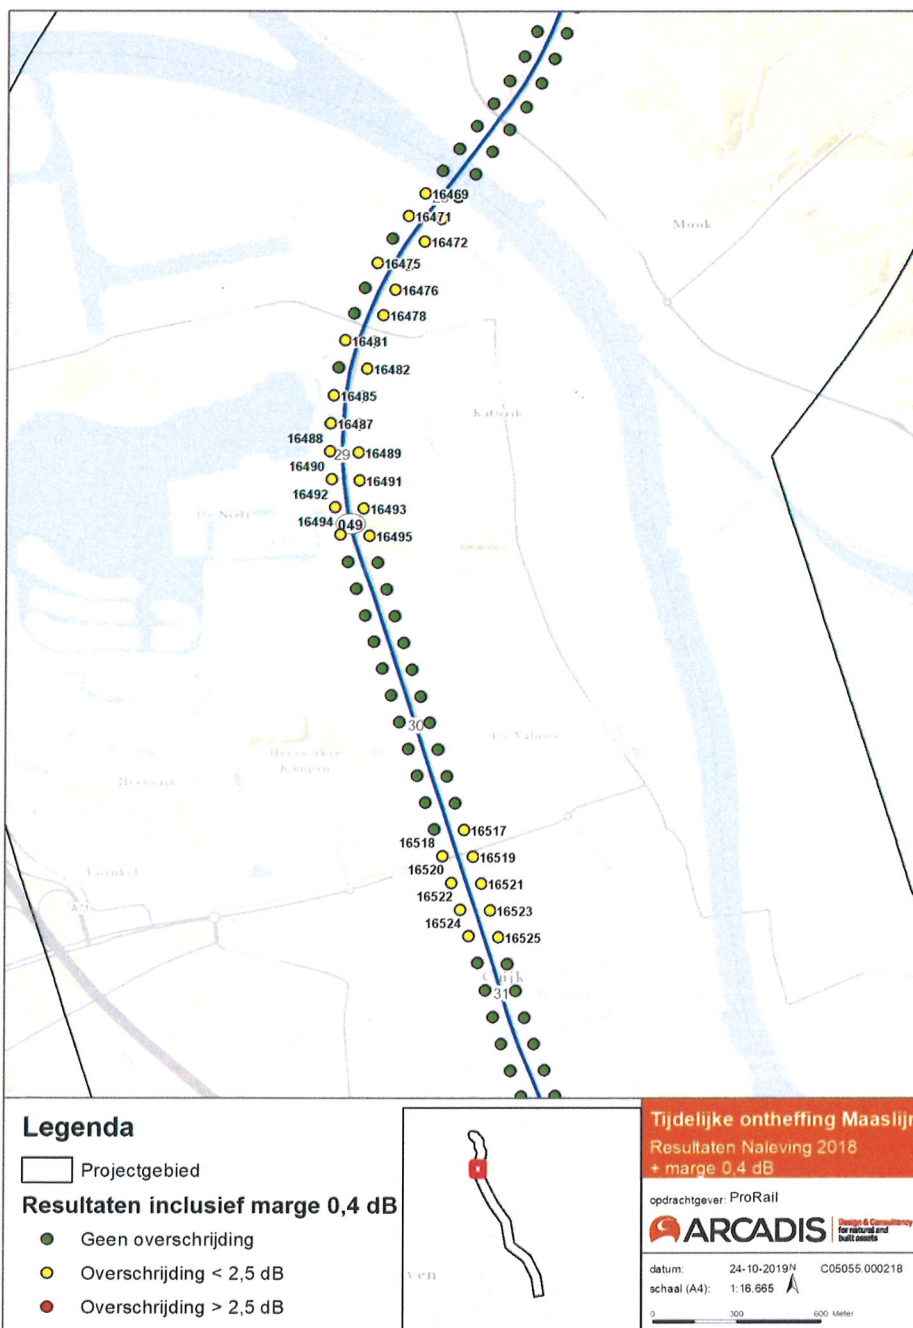 16469
16471
16472
Mook
16475
16476
16478
16481
16482
16485
Katwijk
16487
16488
29
16489
16490
16491
16492
16493
16494
049
16495
30
16517
16518
16519
16520
16521
16522
16523
16524
16525
Cuijk
31
Legenda
Projectgebied
Resultaten inclusief marge 0,4 dB
Geen overschrijding
Overschrijding < 2,5 dB
Overschrijding > 2,5 dB
ven
Tijdelijke ontheffing Maaslijn
Resultaten Naleving 2018
+ marge 0,4 dB
opdrachtgever: ProRail
ARCADIS Design & Consultancy
for natural and
built assets
datum: 24-10-2019 N C05055.000218
schaal (A4): 1:16.665
0 300 600 Meter